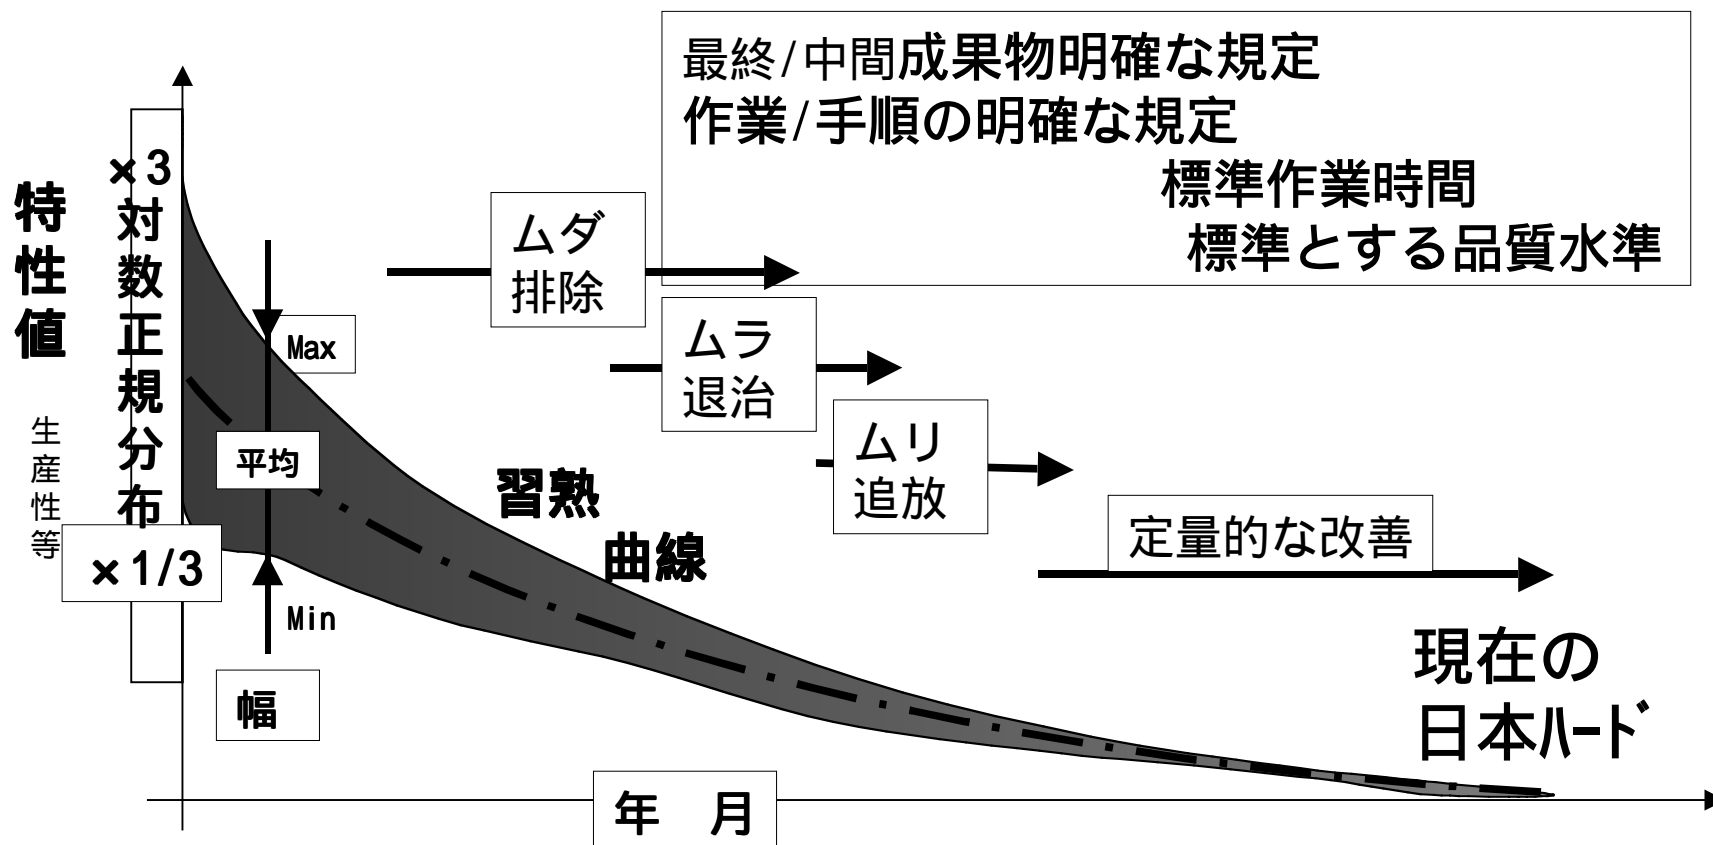 最終/中間成果物明確な規定
作業/手順の明確な規定
標準作業時間
標準とする品質水準
特性値
生産性等
×3
対数正規分布
×1/3
ムダ
排除
ムラ
退治
ムリ
追放
定量的な改善
Max
平均
Min
幅
習熟
曲線
現在の
日本ﾊｰﾄﾞ
年 月